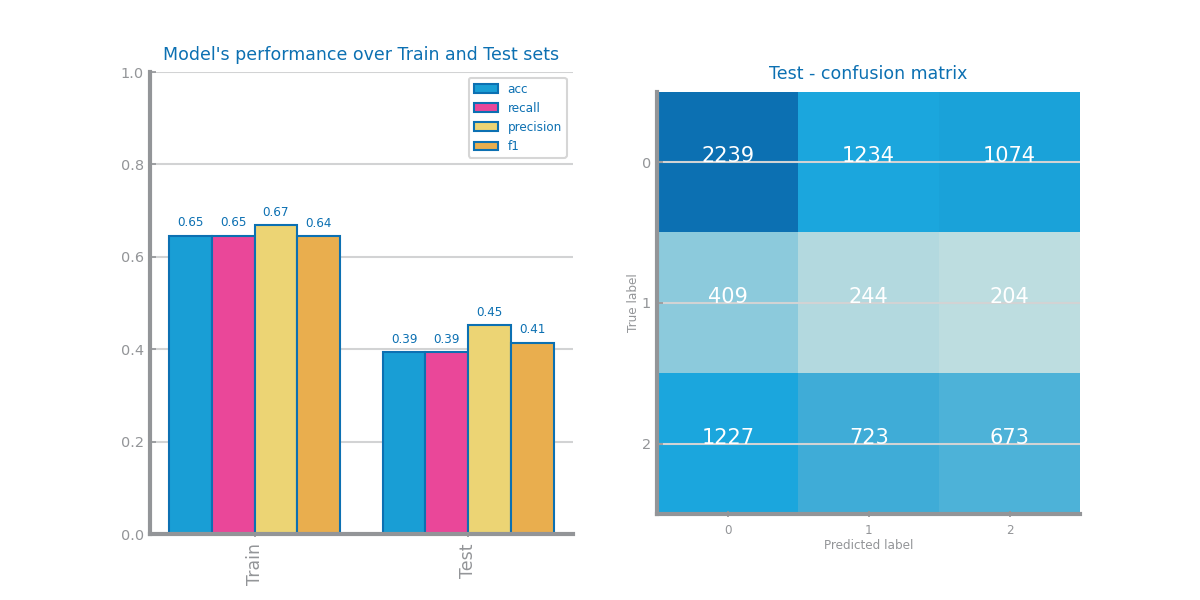 Model's performance over Train and Test sets
1.0
0.8
0.6
0.4
0.2
0.0
acc
recall
precision
f1
0.65
0.65
0.67
0.64
0.39
0.39
0.45
0.41
Train
Test
Test - confusion matrix
True label
0
1
2
2239 1234 1074
409 244 204
1227 723 673
0 1 2
Predicted label